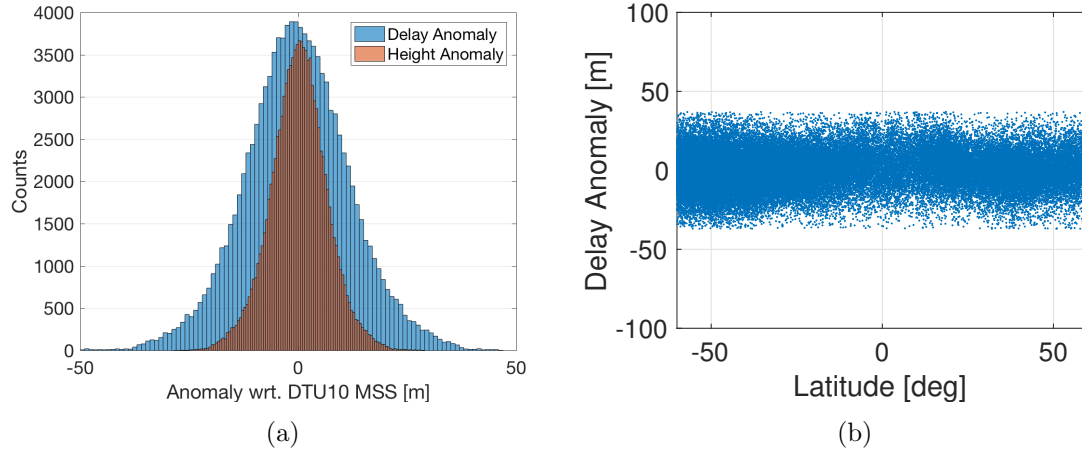 4000
3500
3000
2500
2000
1500
1000
500
0
Counts
-50
0
50
Anomaly wrt. DTU10 MSS [m]
Delay Anomaly
Height Anomaly
(a)
100
50
0
-50
-100
Delay Anomaly [m]
-50
0
50
Latitude [deg]
(b)